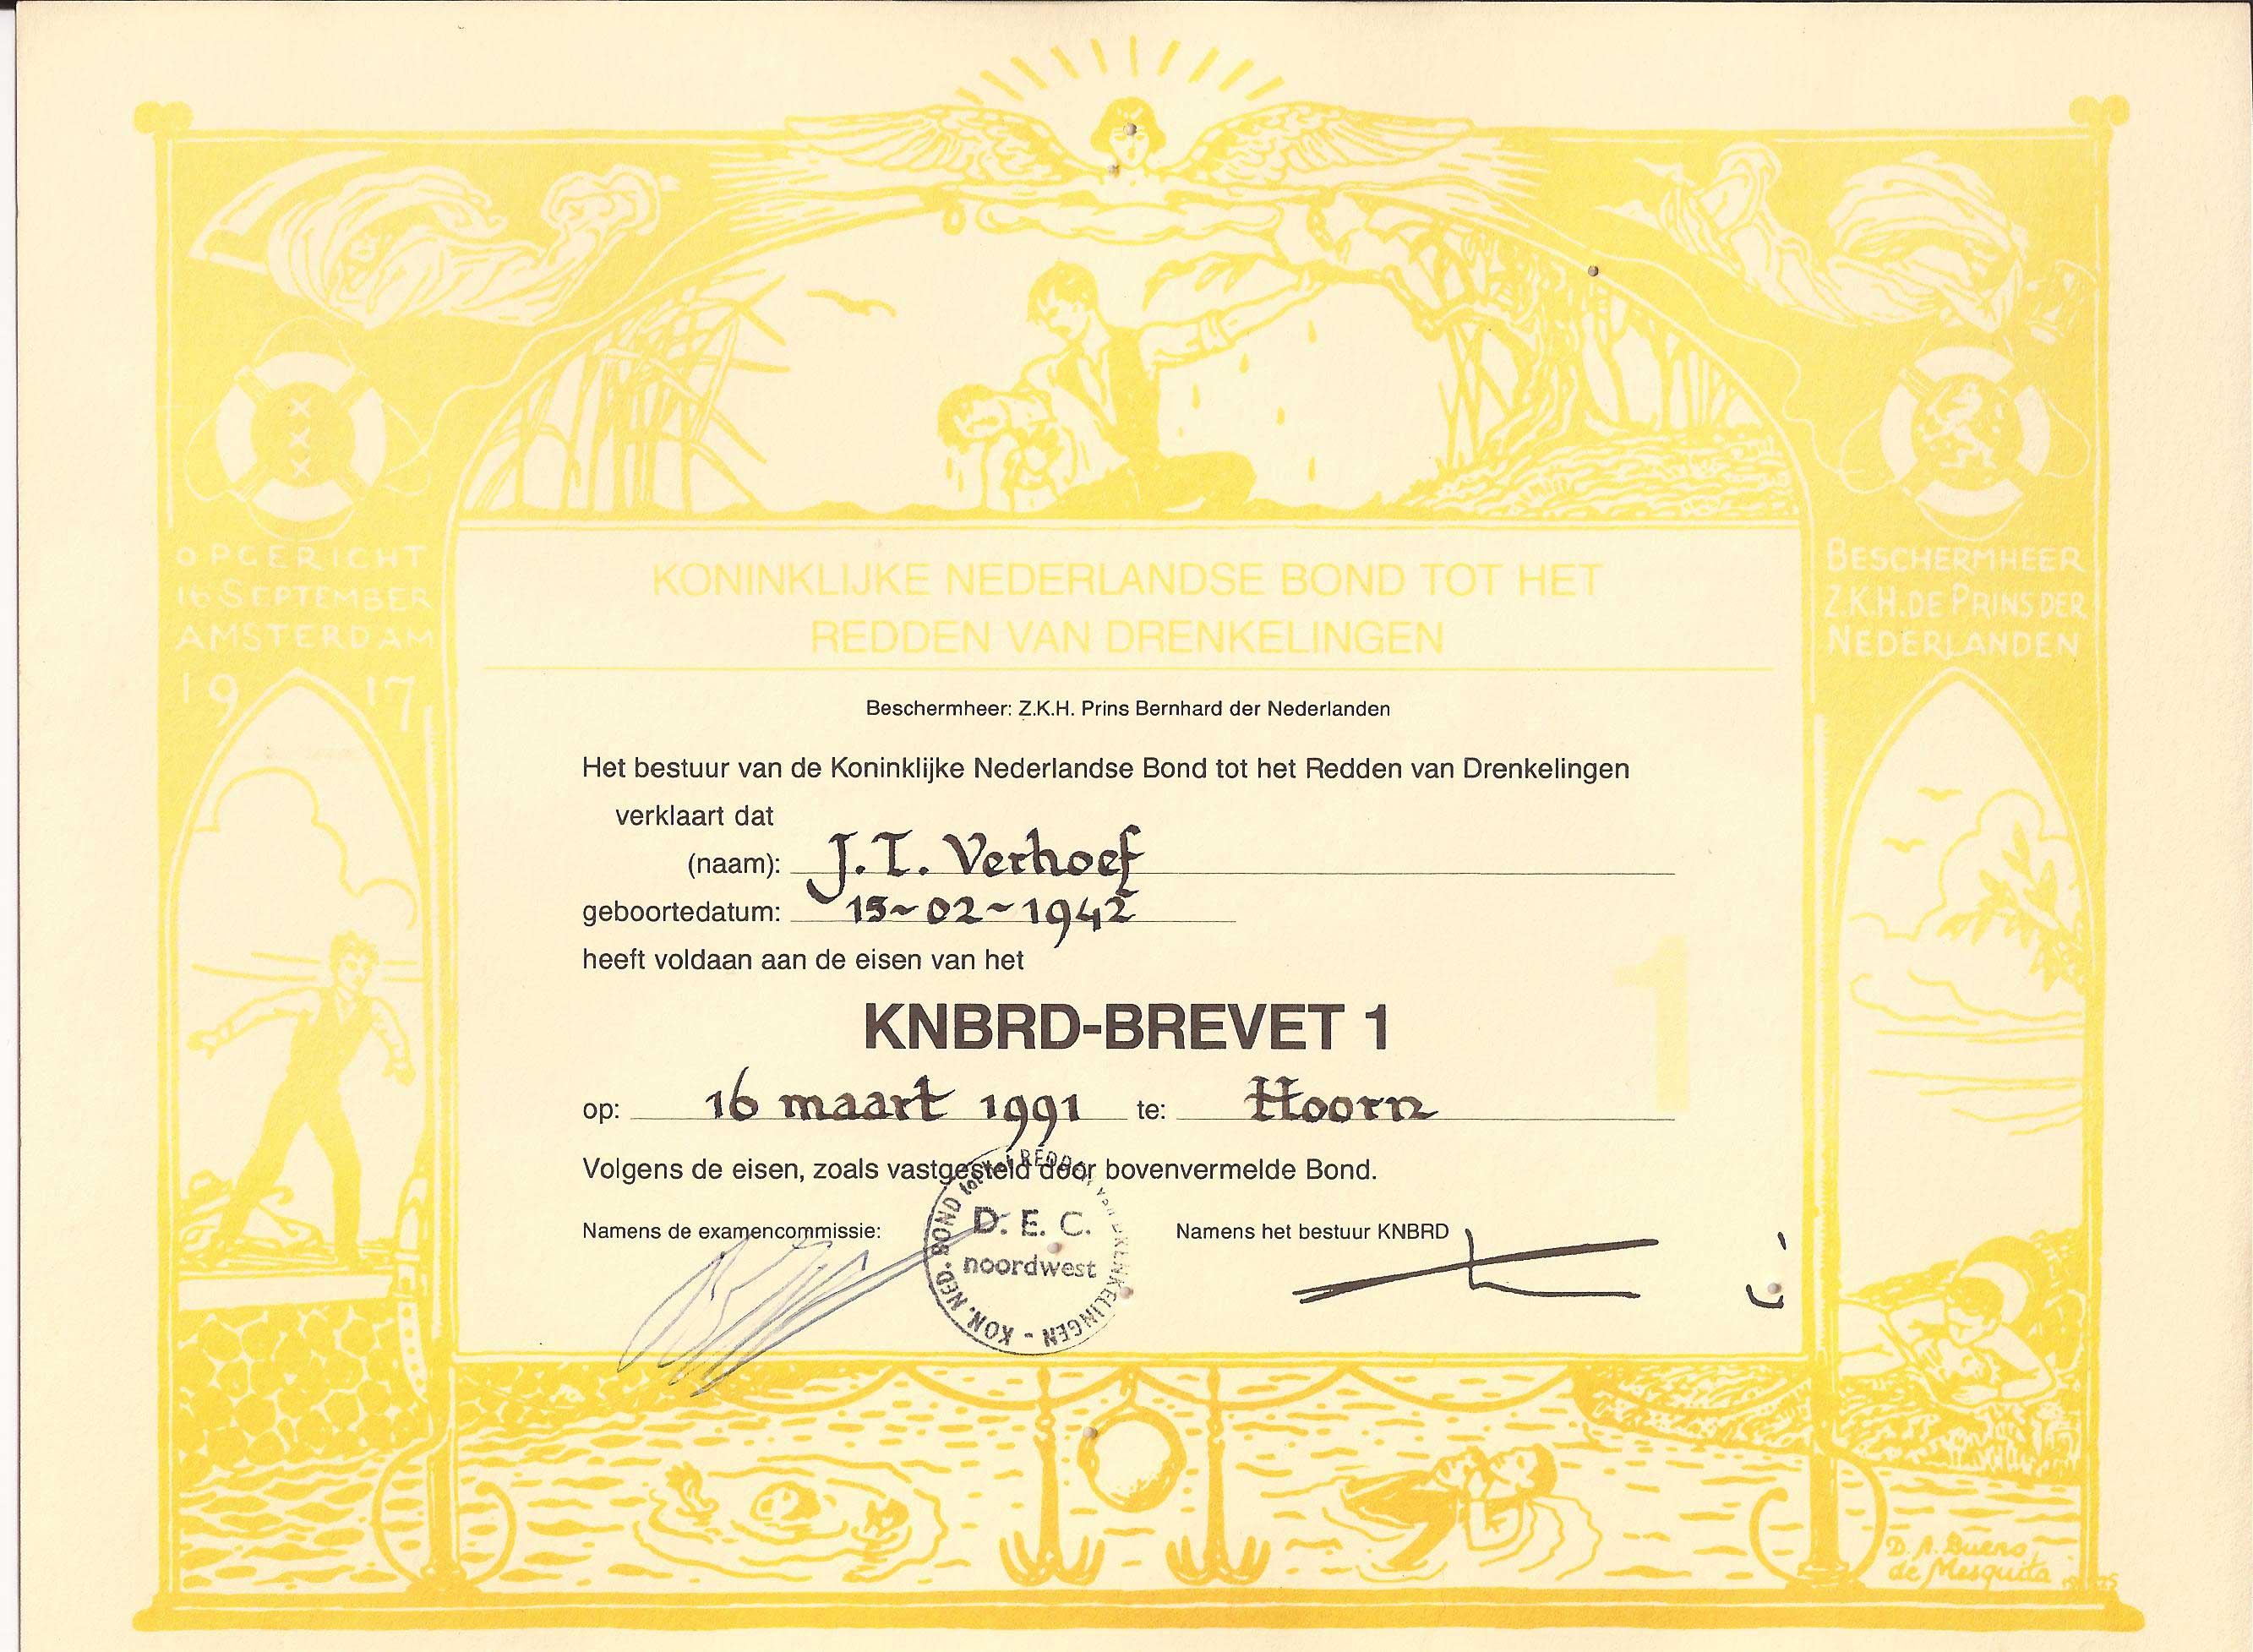 OPGERICHT
16 SEPTEMBER
AMSTERDAM
19 17
BESCHERMHEER
Z.K.H. DE PRINS DER
NEDERLANDEN
KONINKLIJKE NEDERLANDSE BOND TOT HET
REDDEN VAN DRENKELINGEN
Beschermheer: Z.K.H. Prins Bernhard der Nederlanden
Het bestuur van de Koninklijke Nederlandse Bond tot het Redden van Drenkelingen
verklaart dat
(naam): J.T. Verhoef
geboortedatum: 15~02~1942
heeft voldaan aan de eisen van het
1
KNBRD-BREVET 1
op: 16 maart 1991 te: Hoorn
Volgens de eisen, zoals vastgesteld door bovenvermelde Bond.
Namens de examencommissie: Namens het bestuur KNBRD
KON. NED. BOND tot het REDDEN van DRENKELINGEN -
D. E. C.
noordwest
D. A. Bueno
de Mesquita